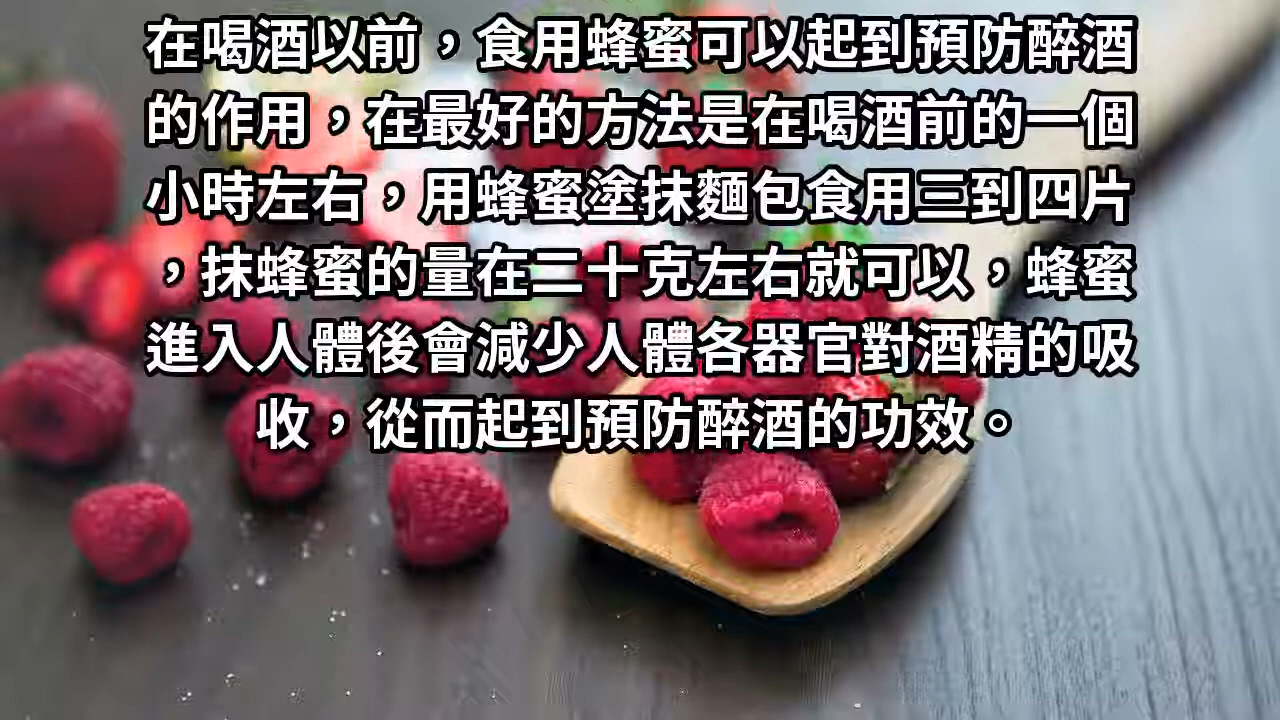 在喝酒以前，食用蜂蜜可以起到預防醉酒
的作用，在最好的方法是在喝酒前的一個
小時左右，用蜂蜜塗抹麵包食用三到四片
，抹蜂蜜的量在二十克左右就可以，蜂蜜
進入人體後會減少人體各器官對酒精的吸
收，從而起到預防醉酒的功效。